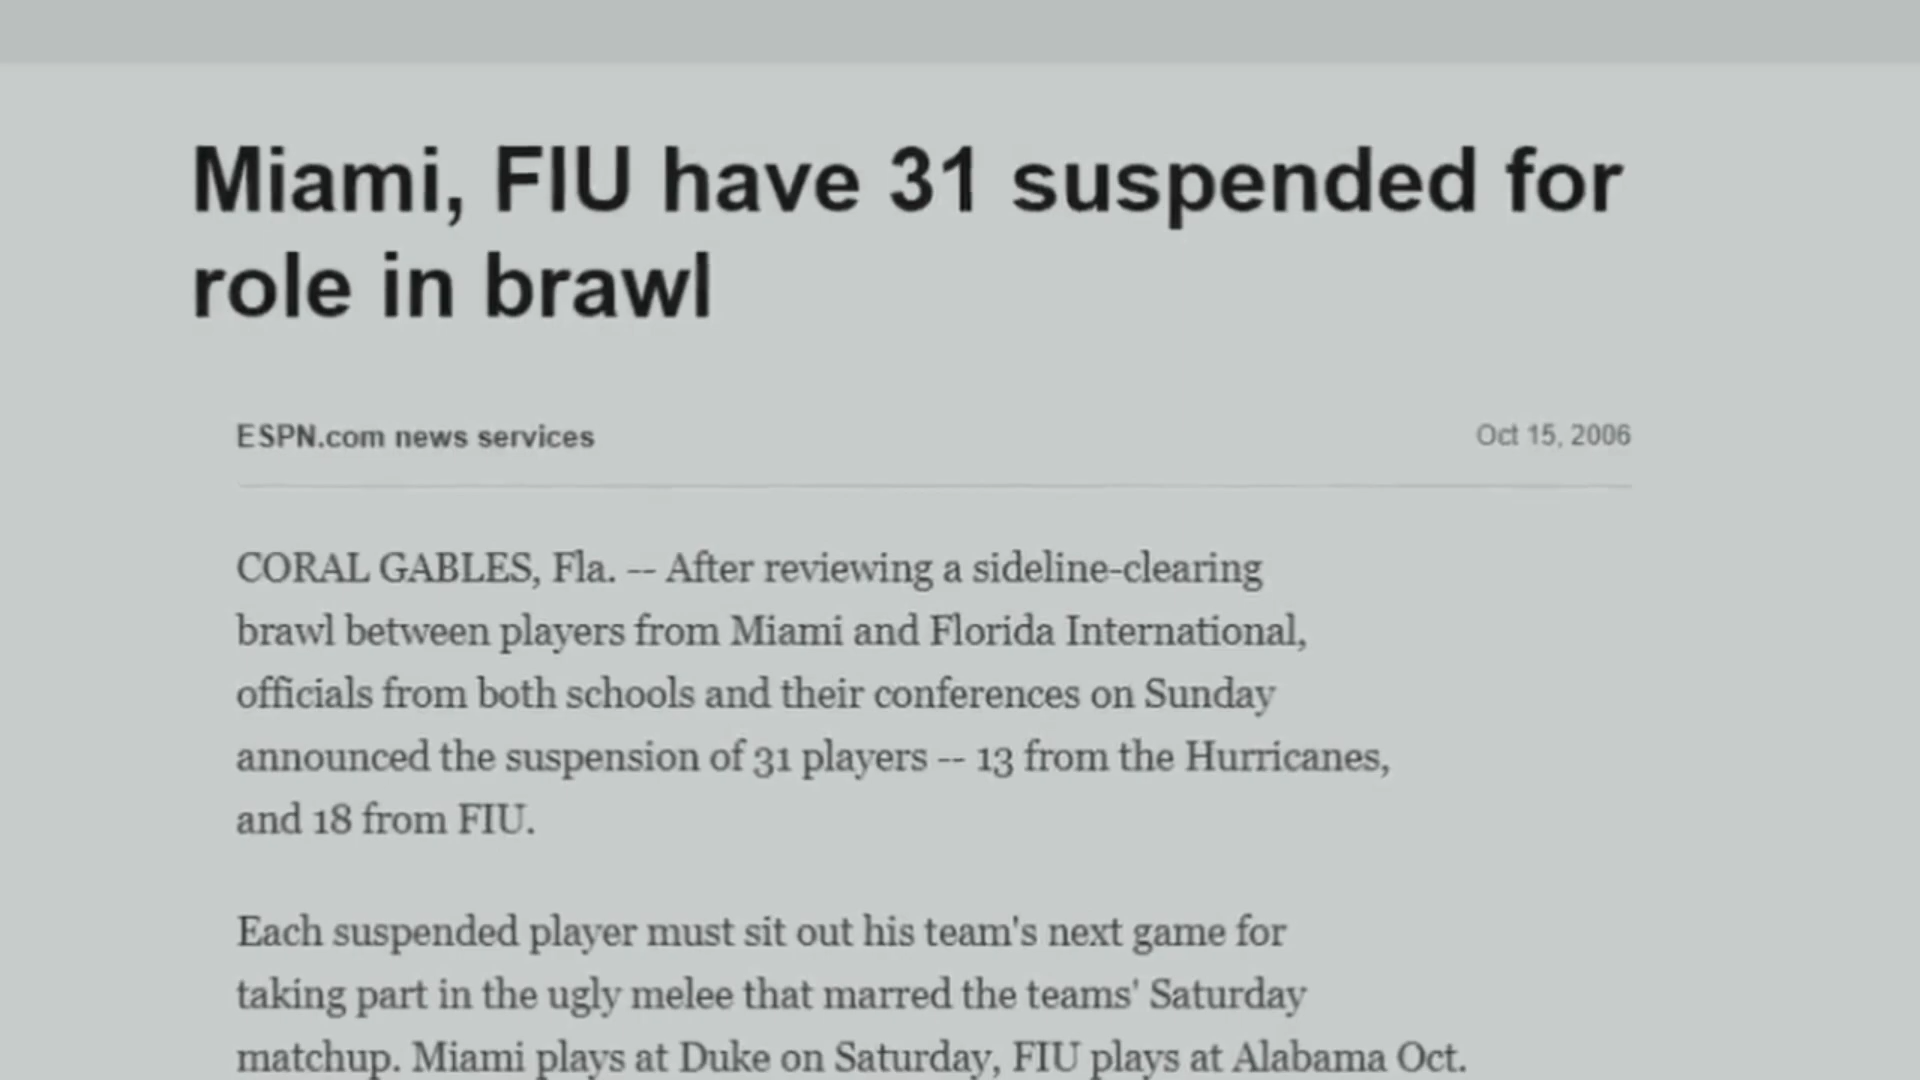 Miami, FIU have 31 suspended for
role in brawl
ESPN.com news services
Oct 15, 2006
CORAL GABLES, Fla. -- After reviewing a sideline-clearing
brawl between players from Miami and Florida International,
officials from both schools and their conferences on Sunday
announced the suspension of 31 players -- 13 from the Hurricanes,
and 18 from FIU.
Each suspended player must sit out his team's next game for
taking part in the ugly melee that marred the teams' Saturday
matchup. Miami plays at Duke on Saturday, FIU plays at Alabama Oct.